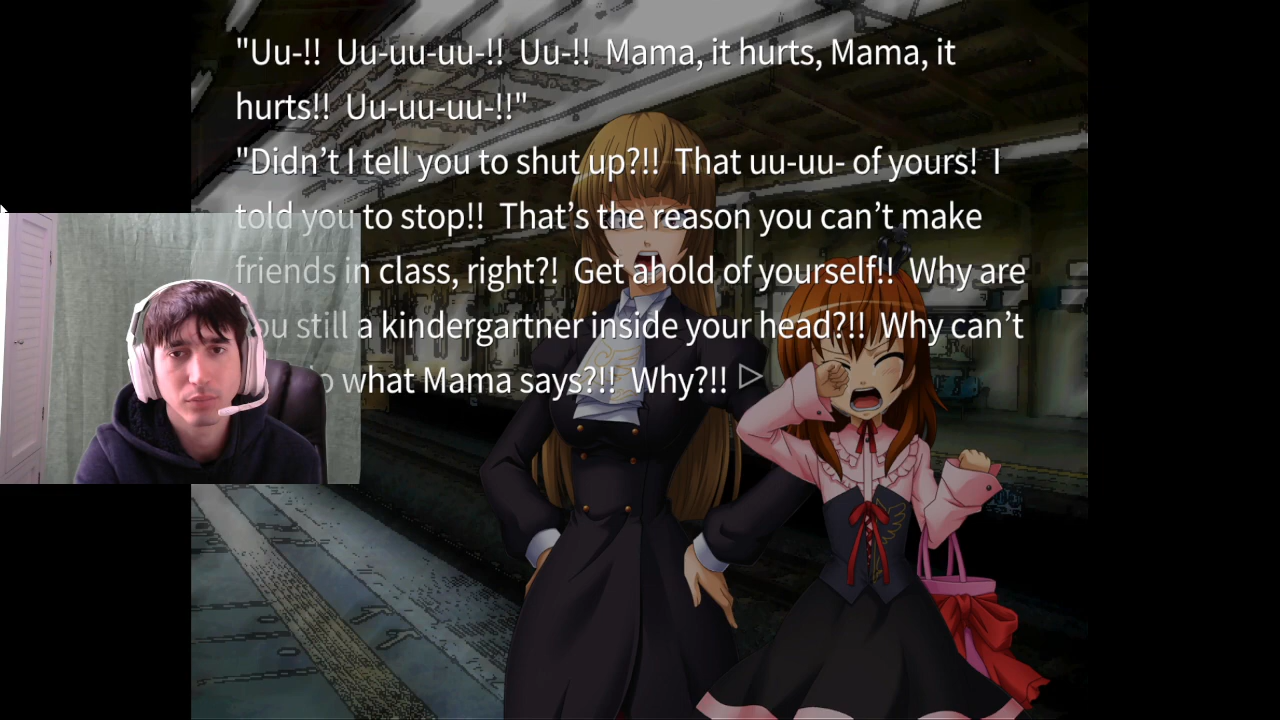 "Uu-!! Uu-uu-uu-!! Uu-!! Mama, it hurts, Mama, it
hurts!! Uu-uu-uu-!!"
"Didn't I tell you to shut up?!! That uu-uu- of yours! I
told you to stop!! That's the reason you can't make
friends in class, right?! Get ahold of yourself!! Why are
you still a kindergartner inside your head?!! Why can't
what Mama says?!! Why?!!